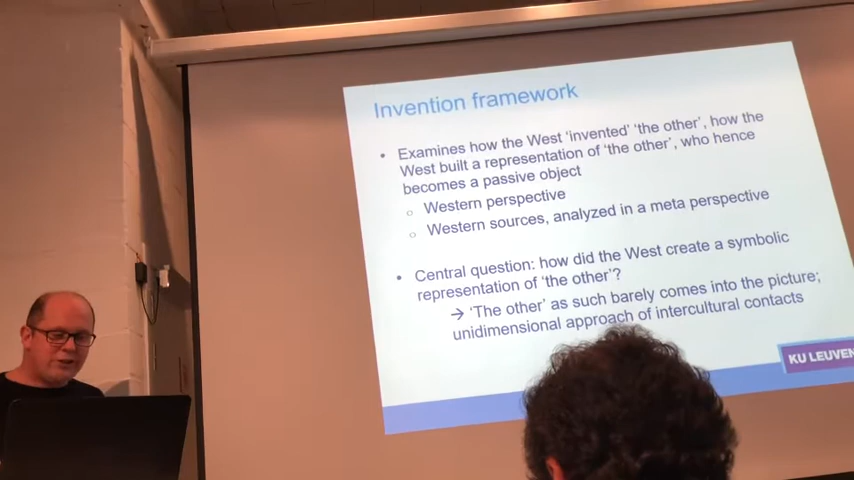 Invention framework
• Examines how the West 'invented' 'the other', how the
West built a representation of 'the other', who hence
becomes a passive object
○ Western perspective
○ Western sources, analyzed in a meta perspective
• Central question: how did the West create a symbolic
representation of 'the other'?
→ 'The other' as such barely comes into the picture;
unidimensional approach of intercultural contacts
KU LEUVEN